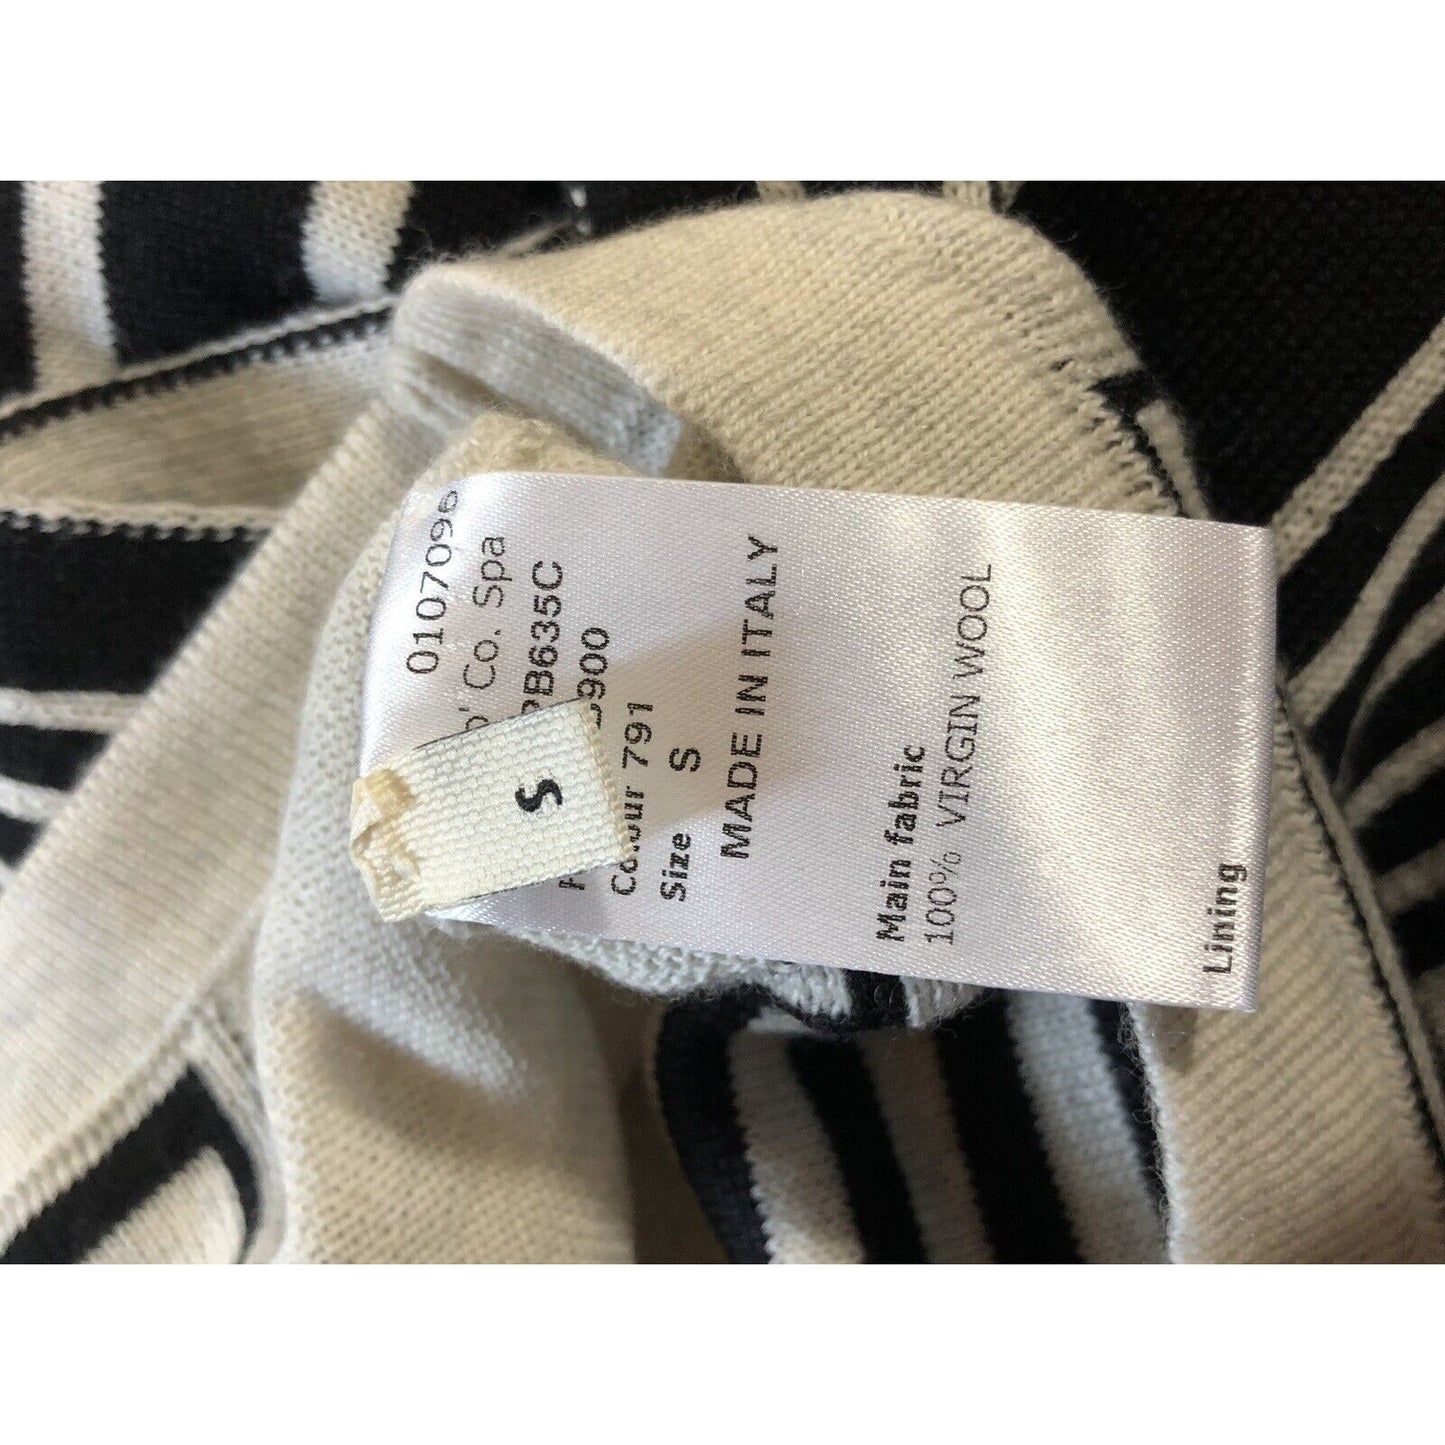 0107096
Co. Spa
B635C
900
Colour 791
Size S
MADE IN ITALY
Main fabric
100% VIRGIN WOOL
Lining
S